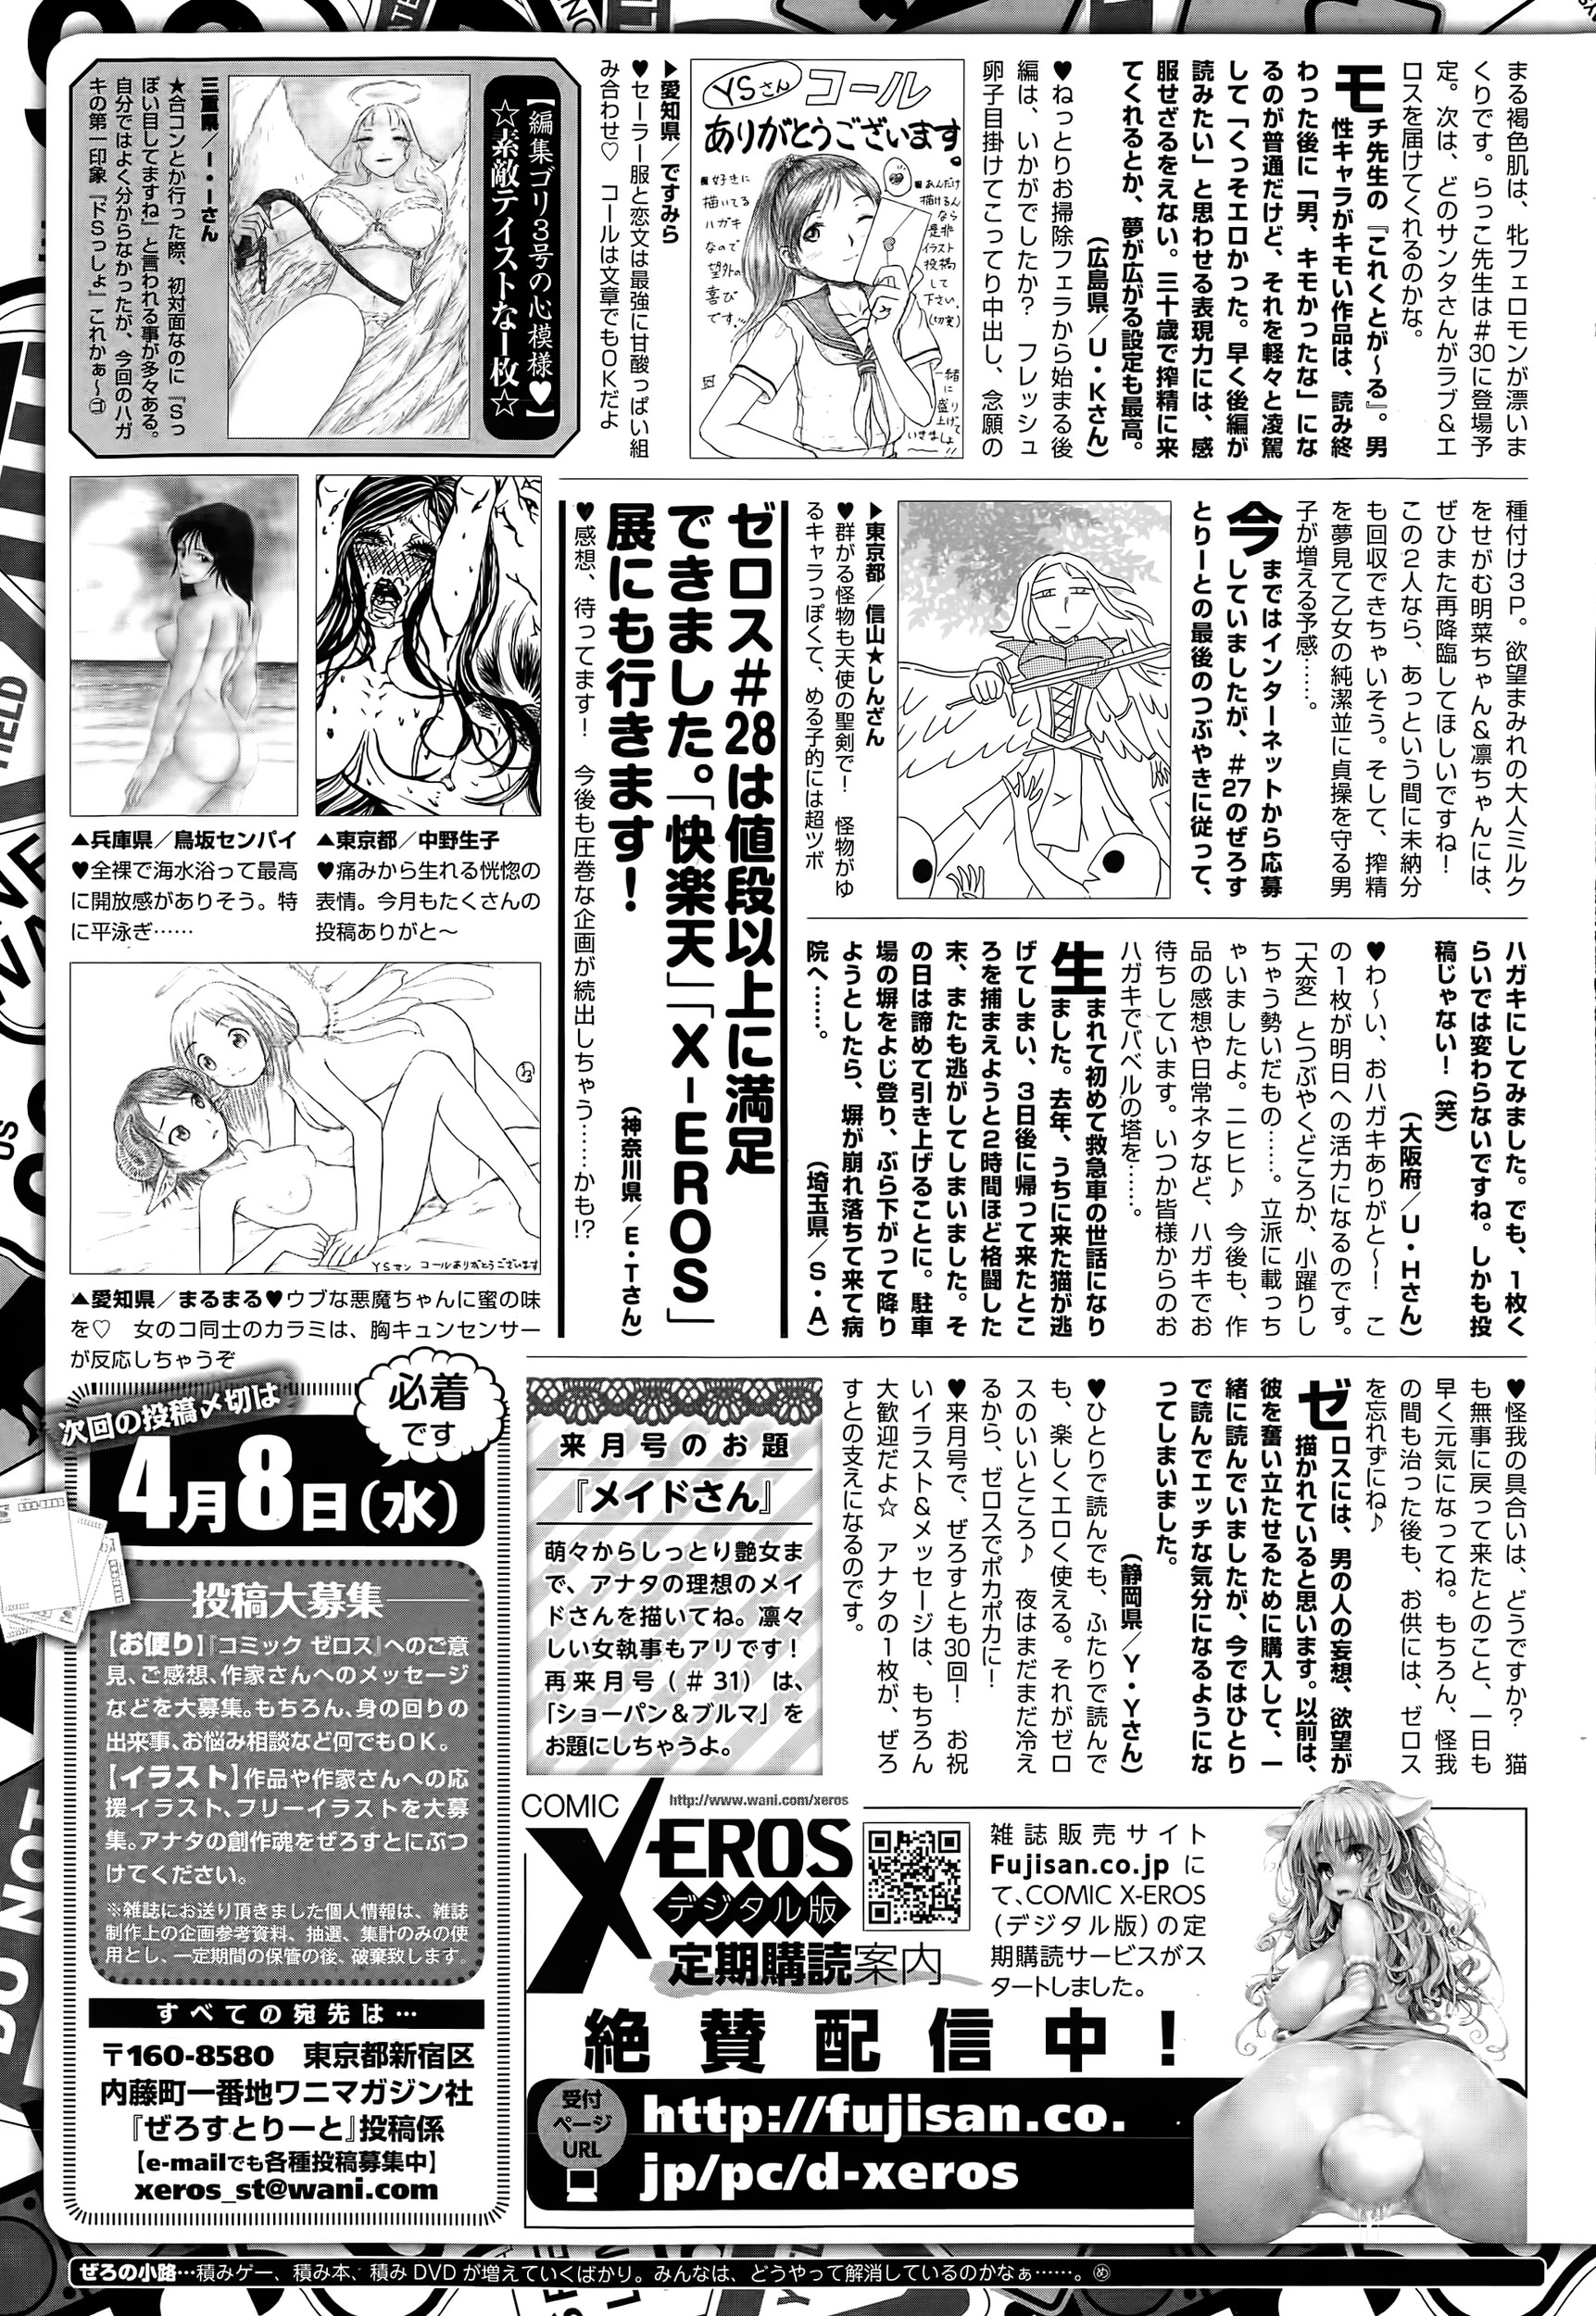 まる褐色肌は、牝フェロモンが漂いま
くりです。らっこ先生は#30に登場予
定。次は、どのサンタさんがラブ&エ
ロスを届けてくれるのかな。
モチ先生の『これくとが～る』。男
性キャラがキモい作品は、読み終
わった後に「男、キモかったな」にな
るのが普通だけど、それを軽々と凌駕
して「くっそエロかった。早く後編が
読みたい」と思わせる表現力には、感
服せざるをえない。三十歳で搾精に来
てくれるとか、夢が広がる設定も最高。
(広島県/U・Kさん)
♥ねっとりお掃除フェラから始まる後
編は、いかがでしたか? フレッシュ
卵子目掛けてこってり中出し、念願の
YSさん
コール
ありがとうございます。
■好きに
描いてる
ハガキ
なので
望外の
喜び
です…
■あんだけ
描けるん
なら
是非
イラスト
投稿
して
下さい。
(切実)
一緒
に
盛り
上げて
いきましょ
～～!!
▶愛知県/ですみら
♥セーラー服と恋文は最強に甘酸っぱい組
み合わせ♡ コールは文章でもOKだよ
【編集ゴリ3号の心模様♥】
☆素敵テイストな一枚☆
三重県/I・Iさん
★合コンとか行った際、初対面なのに『Sっ
ぽい目してますね』と言われる事が多々ある。
自分ではよく分からなかったが、今回のハガ
キの第一印象『ドSっしょ』これかぁ～㋙
種付け3P。欲望まみれの大人ミルク
をせがむ明菜ちゃん&凛ちゃんには、
ぜひまた再降臨してほしいですね!
この2人なら、あっという間に未納分
も回収できちゃいそう。そして、搾精
を夢見て乙女の純潔並に貞操を守る男
子が増える予感……。
今まではインターネットから応募
していましたが、#27のぜろす
とりーとの最後のつぶやきに従って、
▶東京都/信山★しんざん
♥群がる怪物も天使の聖剣で! 怪物がゆ
るキャラっぽくて、める子的には超ツボ
ゼロス#28は値段以上に満足
できました。「快楽天」「X-EROS」
展にも行きます!
(神奈川県/E・Tさん)
♥感想、待ってます! 今後も圧巻な企画が続出しちゃう……かも!?
▲東京都/中野生子
♥痛みから生れる恍惚の
表情。今月もたくさんの
投稿ありがと～
▲兵庫県/鳥坂センパイ
♥全裸で海水浴って最高
に開放感がありそう。特
に平泳ぎ……
YSマン コールありがとうございます
▲愛知県/まるまる♥ウブな悪魔ちゃんに蜜の味
を♡ 女のコ同士のカラミは、胸キュンセンサー
が反応しちゃうぞ
ハガキにしてみました。でも、1枚く
らいでは変わらないですね。しかも投
稿じゃない!(笑)
(大阪府/U・Hさん)
♥わ～い、おハガキありがと～! こ
の1枚が明日への活力になるのです。
「大変」とつぶやくどころか、小躍りし
ちゃう勢いだもの……。立派に載っち
ゃいましたよ。ニヒヒ♪ 今後も、作
品の感想や日常ネタなど、ハガキでお
待ちしています。いつか皆様からのお
ハガキでバベルの塔を……。
生まれて初めて救急車の世話になり
ました。去年、うちに来た猫が逃
げてしまい、3日後に帰って来たとこ
ろを捕まえようと2時間ほど格闘した
末、またも逃がしてしまいました。そ
の日は諦めて引き上げることに。駐車
場の塀をよじ登り、ぶら下がって降り
ようとしたら、塀が崩れ落ちて来て病
院へ……。
(埼玉県/S・A)
♥怪我の具合いは、どうですか? 猫
も無事に戻って来たとのこと、一日も
早く元気になってね。もちろん、怪我
の間も治った後も、お供には、ゼロス
を忘れずにね♪
ゼロスには、男の人の妄想、欲望が
描かれていると思います。以前は、
彼を奮い立たせるために購入して、一
緒に読んでいましたが、今ではひとり
で読んでエッチな気分になるようにな
ってしまいました。
(静岡県/Y・Yさん)
♥ひとりで読んでも、ふたりで読んで
も、楽しくエロく使える。それがゼロ
スのいいところ♪ 夜はまだまだ冷え
るから、ゼロスでポカポカに!
♥来月号で、ぜろすとも30回! お祝
いイラスト&メッセージは、もちろん
大歓迎だよ☆ アナタの1枚が、ぜろ
すとの支えになるのです。
来月号のお題
『メイドさん』
萌々からしっとり艶女ま
で、アナタの理想のメイ
ドさんを描いてね。凛々
しい女執事もアリです!
再来月号(#31)は、
「ショーパン&ブルマ」を
お題にしちゃうよ。
次回の投稿〆切は
必着
です
4月8日(水)
投稿大募集
【お便り】『コミック ゼロス』へのご意
見、ご感想、作家さんへのメッセージ
などを大募集。もちろん、身の回りの
出来事、お悩み相談など何でもOK。
【イラスト】作品や作家さんへの応
援イラスト、フリーイラストを大募
集。アナタの創作魂をぜろすとにぶつ
けてください。
※雑誌にお送り頂きました個人情報は、雑誌
制作上の企画参考資料、抽選、集計のみの使
用とし、一定期間の保管の後、破棄致します。
すべての宛先は…
〒160-8580 東京都新宿区
内藤町一番地ワニマガジン社
『ぜろすとりーと』投稿係
【e-mailでも各種投稿募集中】
xeros_st@wani.com
COMIC
X-EROS
http://www.wani.com/xeros
デジタル版
定期購読案内
雑誌販売サイト
Fujisan.co.jp に
て、COMIC X-EROS
(デジタル版)の定
期購読サービスがス
タートしました。
絶賛配信中!
受付
ページ
URL
http://fujisan.co.
jp/pc/d-xeros
ぜろの小路…積みゲー、積み本、積みDVDが増えていくばかり。みんなは、どうやって解消しているのかなぁ……。㋱